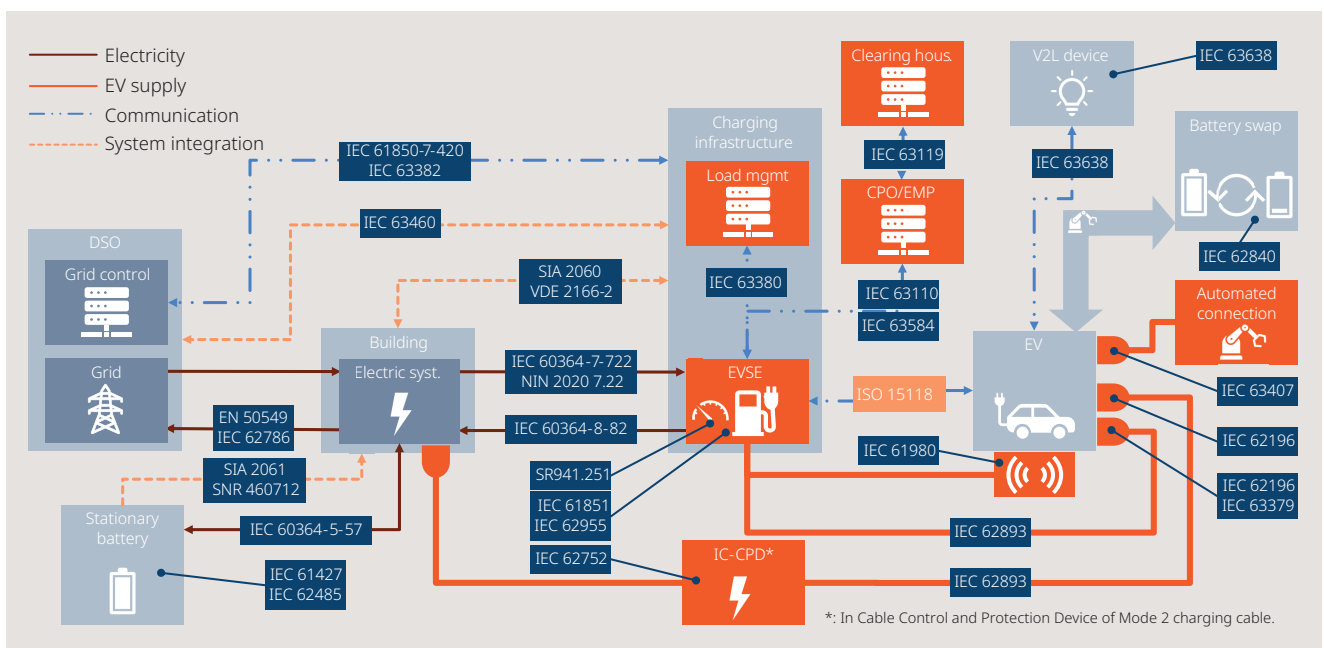 Electricity
EV supply
Communication
System integration
Clearing hous.
V2L device
IEC 63638
Charging
infrastructure
Battery swap
IEC 61850-7-420
IEC 63382
IEC 63119
IEC 63638
Load mgmt
CPO/EMP
IEC 63460
DSO
IEC 62840
Grid control
SIA 2060
VDE 2166-2
IEC 63380
IEC 63110
IEC 63584
Automated
connection
Building
EV
Grid
Electric syst.
IEC 60364-7-722
NIN 2020 7.22
EVSE
ISO 15118
IEC 63407
EN 50549
IEC 62786
IEC 60364-8-82
IEC 62196
IEC 61980
SIA 2061
SNR 460712
SR941.251
IEC 62196
IEC 63379
IEC 61851
IEC 62955
Stationary
battery
IEC 60364-5-57
IEC 62893
IEC 62752
IC-CPD*
IEC 61427
IEC 62485
IEC 62893
*: In Cable Control and Protection Device of Mode 2 charging cable.